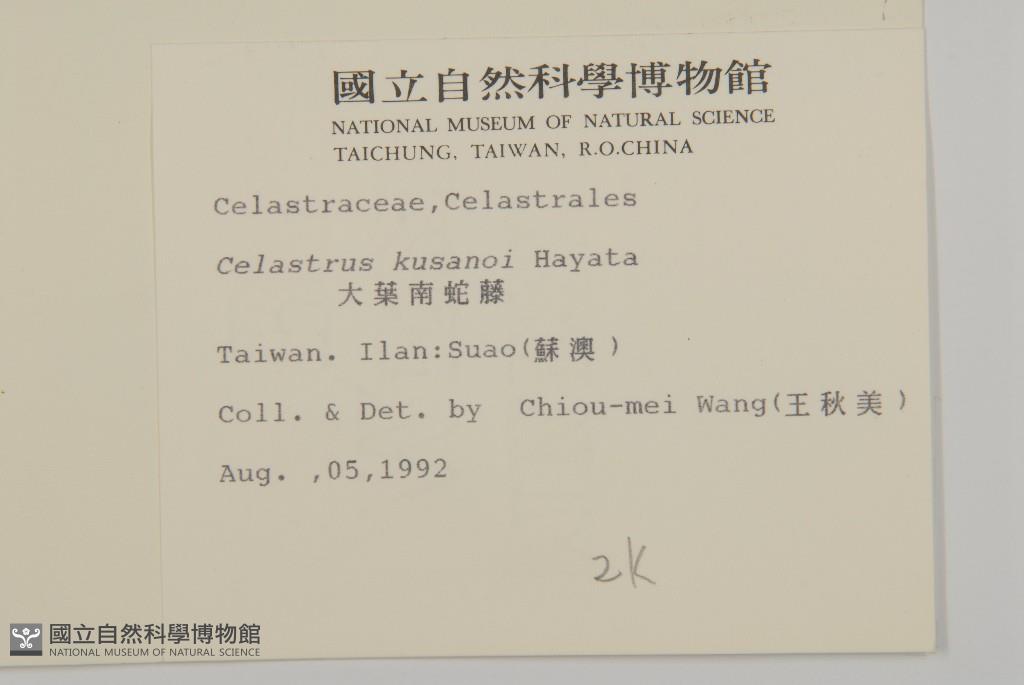 國立自然科學博物館
NATIONAL MUSEUM OF NATURAL SCIENCE
TAICHUNG, TAIWAN, R.O.CHINA
Celastraceae,Celastrales
Celastrus kusanoi Hayata
大葉南蛇藤
Taiwan. Ilan:Suao(蘇澳)
Coll. & Det. by Chiou-mei Wang(王秋美)
Aug. ,05,1992
2K
國立自然科學博物館
NATIONAL MUSEUM OF NATURAL SCIENCE